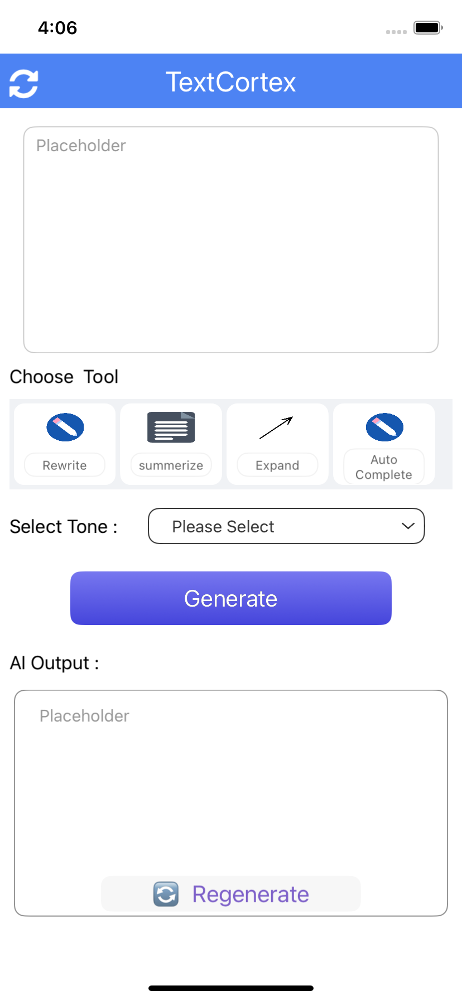 4:06
TextCortex
Placeholder
Choose Tool
Rewrite
summerize
Expand
Auto
Complete
Select Tone :
Please Select
Generate
AI Output :
Placeholder
Regenerate